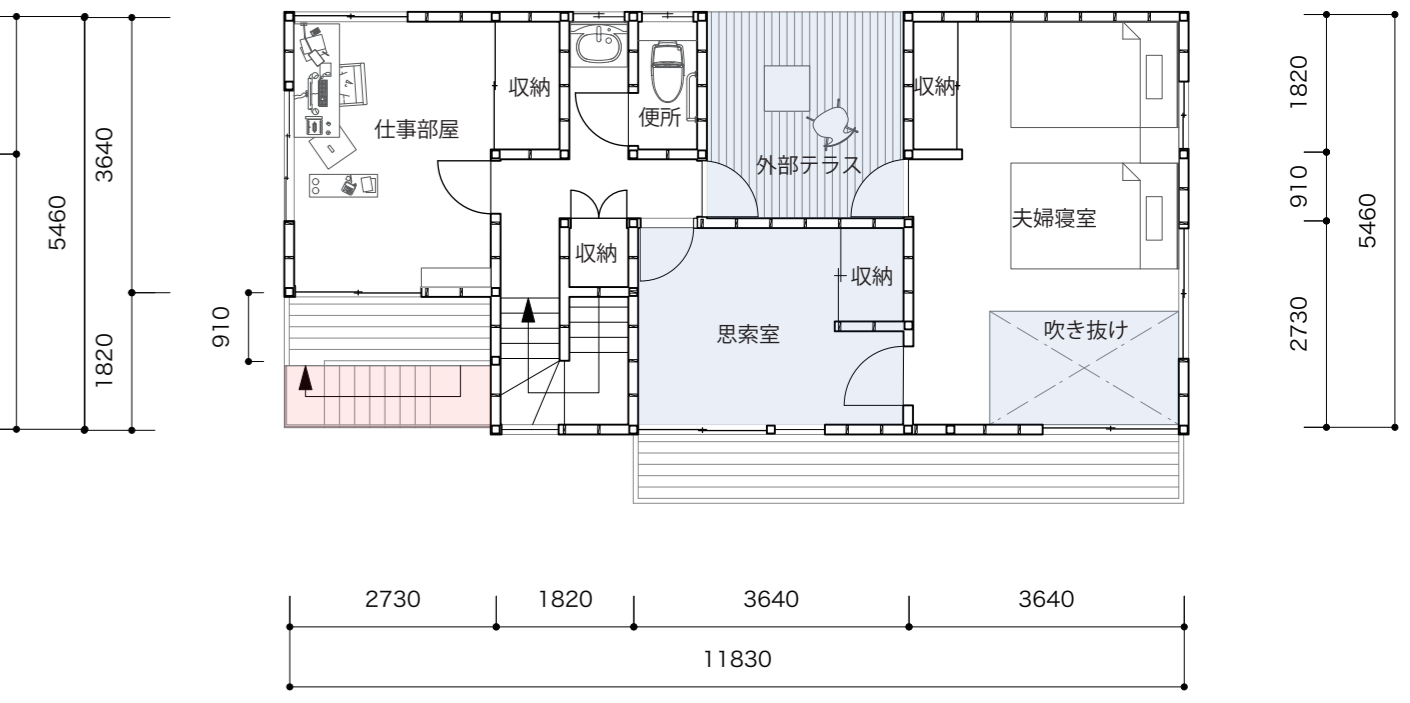 収納
便所
収納
仕事部屋
外部テラス
夫婦寝室
収納
収納
思索室
吹き抜け
5460
3640
1820
910
1820
910
2730
5460
2730
1820
3640
3640
11830